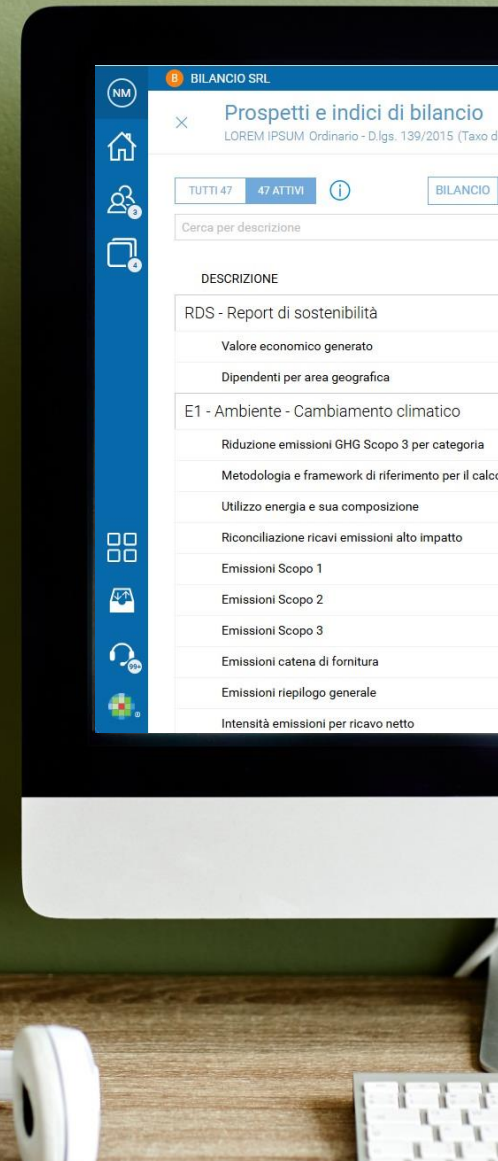 NM
B BILANCIO SRL
Prospetti e indici di bilancio
LOREM IPSUM Ordinario - D.lgs. 139/2015 (Taxo d
TUTTI 47 47 ATTIVI i BILANCIO
Cerca per descrizione
3
4
DESCRIZIONE
RDS - Report di sostenibilità
Valore economico generato
Dipendenti per area geografica
E1 - Ambiente - Cambiamento climatico
Riduzione emissioni GHG Scopo 3 per categoria
Metodologia e framework di riferimento per il calco
Utilizzo energia e sua composizione
Riconciliazione ricavi emissioni alto impatto
Emissioni Scopo 1
Emissioni Scopo 2
Emissioni Scopo 3
Emissioni catena di fornitura
99+
Emissioni riepilogo generale
Intensità emissioni per ricavo netto